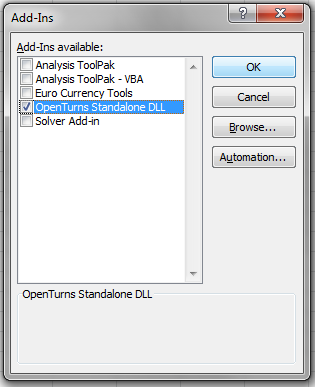 Add-Ins
Add-Ins available:
Analysis ToolPak
Analysis ToolPak - VBA
Euro Currency Tools
OpenTurns Standalone DLL
Solver Add-in
OK
Cancel
Browse...
Automation...
OpenTurns Standalone DLL